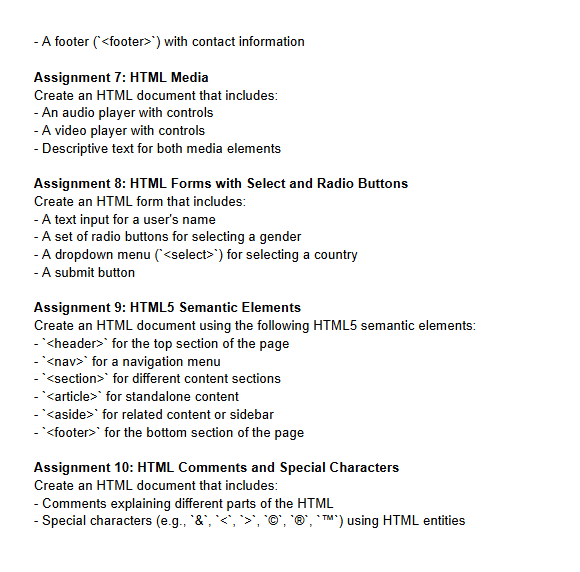 - A footer (`<footer>`) with contact information
Assignment 7: HTML Media
Create an HTML document that includes:
- An audio player with controls
- A video player with controls
- Descriptive text for both media elements
Assignment 8: HTML Forms with Select and Radio Buttons
Create an HTML form that includes:
- A text input for a user's name
- A set of radio buttons for selecting a gender
- A dropdown menu (`<select>`) for selecting a country
- A submit button
Assignment 9: HTML5 Semantic Elements
Create an HTML document using the following HTML5 semantic elements:
- `<header>` for the top section of the page
- `<nav>` for a navigation menu
- `<section>` for different content sections
- `<article>` for standalone content
- `<aside>` for related content or sidebar
- `<footer>` for the bottom section of the page
Assignment 10: HTML Comments and Special Characters
Create an HTML document that includes:
- Comments explaining different parts of the HTML
- Special characters (e.g., `&`, `<`, `>`, `©`, `®`, `™`) using HTML entities